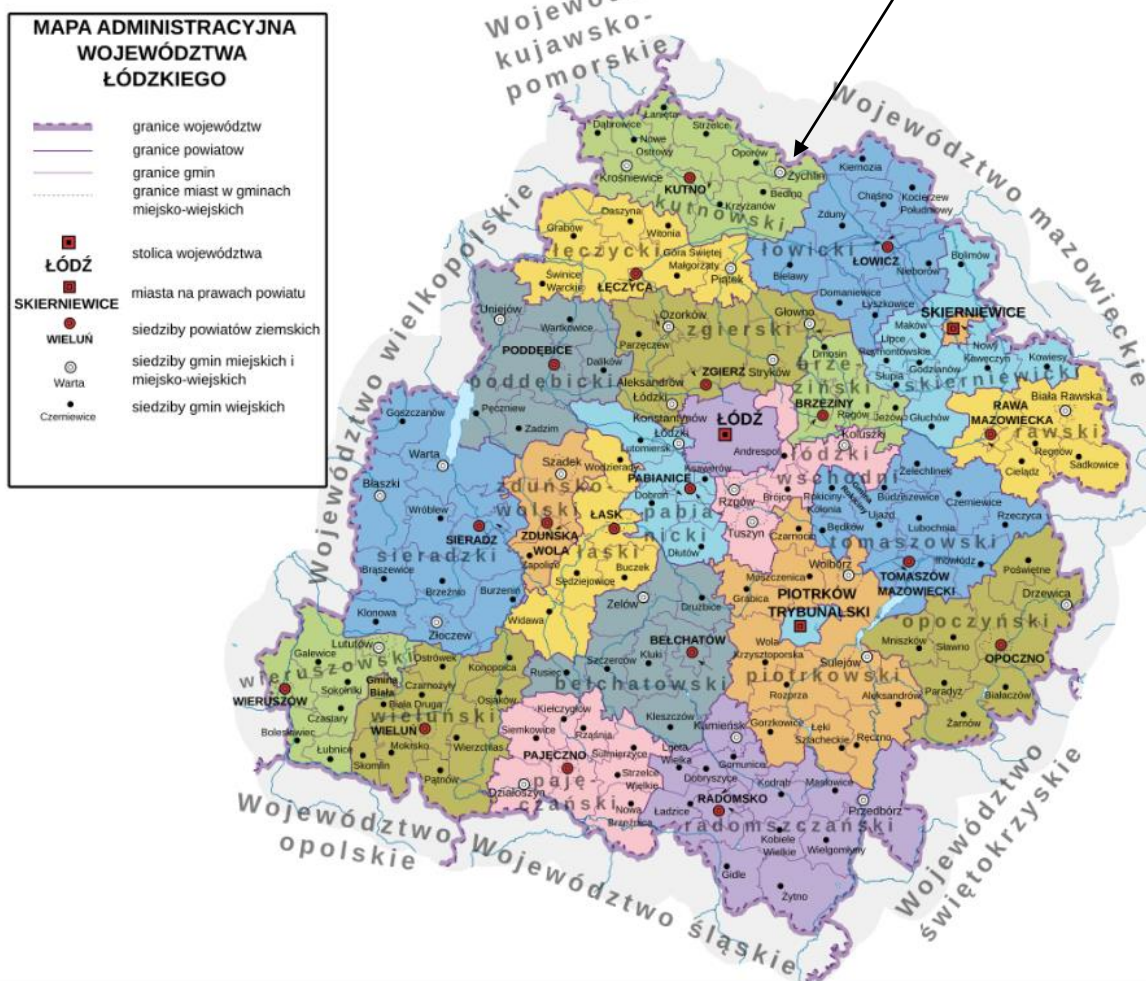 MAPA ADMINISTRACYJNA
WOJEWÓDZTWA
ŁÓDZKIEGO
granice województw
granice powiatow
granice gmin
granice miast w gminach
miejsko-wiejskich
ŁÓDŹ
stolica województwa
SKIERNIEWICE
miasta na prawach powiatu
WIELUŃ
siedziby powiatów ziemskich
Warta
siedziby gmin miejskich i
miejsko-wiejskich
Czerniewice
siedziby gmin wiejskich
kujawsko-
pomorskie
Województwo mazowieckie
Województwo wielkopolskie
Województwo
opolskie
Województwo śląskie
Województwo
świętokrzyskie
Łanięta
Dąbrowice
Nowe
Ostrowy
Strzelce
Oporów
Żychlin
Krośniewice
KUTNO
Bedlno
Krzyżanów
kutnowski
Kiernozia
Chąśno
Kocierzew
Południowy
Zduny
łowicki
ŁOWICZ
Bielawy
Nieborów
Bolimów
Domaniewice
Łyszkowice
Daszyna
Grabów
Witonia
łęczycki
Góra Świętej
Małgorzaty
Piątek
Świnice
Warckie
ŁĘCZYCA
Uniejów
Wartkowice
PODDĘBICE
Dalików
poddębicki
Pęczniew
Zadzim
Ozorków
zgierski
Głowno
Parzęczew
ZGIERZ
Stryków
Aleksandrów
Łódzki
Konstantynów
Łódzki
Dmosin
brze-
ziński
BRZEZINY
Rogów
Jeżów
SKIERNIEWICE
Maków
Lipce
Reymontowskie
Nowy
Kawęczyn
Godzianów
Kowiesy
Słupia
skierniewicki
Głuchów
Biała Rawska
RAWA
MAZOWIECKA
rawski
Regnów
Cielądz
Sadkowice
ŁÓDŹ
Andrespol
Koluszki
łódzki
wschodni
Brójce
Rzgów
Tuszyn
Lutomiersk
Ksawerów
PABIANICE
Dobroń
pabia
nicki
Dłutów
Goszczanów
Warta
Błaszki
Wróblew
SIERADZ
sieradzki
Brąszewice
Brzeźnio
Burzenin
Klonowa
Złoczew
Szadek
zduńsko-
wolski
ZDUŃSKA
WOLA
Zapolice
Wodzierady
ŁASK
łaski
Buczek
Sędziejowice
Widawa
Żelechlinek
Rokiciny
Kolonia
Gmina
Rokiciny
Budziszewice
Czerniewice
Ujazd
Będków
Lubochnia
Rzeczyca
tomaszowski
Inowłódz
TOMASZÓW
MAZOWIECKI
Czarnocin
Wolbórz
Moszczenica
Grabica
PIOTRKÓW
TRYBUNALSKI
Wola
Krzysztoporska
Sulejów
piotrkowski
Rozprza
Aleksandrów
Gorzkowice
Łęki
Szlacheckie
Ręczno
Poświętne
Drzewica
opoczyński
Mniszków
Sławno
OPOCZNO
Paradyż
Białaczów
Żarnów
Zelów
Drużbice
BEŁCHATÓW
Kluki
Szczerców
Rusiec
bełchatowski
Kleszczów
Lututów
Galewice
wieruszowski
Sokolniki
WIERUSZÓW
Czastary
Bolesławiec
Łubnice
Ostrówek
Konopnica
Gmina
Biała
Czarnożyły
Osjaków
Biała Druga
wieluński
WIELUŃ
Mokrsko
Wierzchlas
Skomlin
Pątnów
Kiełczygłów
Rząśnia
Siemkowice
Sulmierzyce
PAJĘCZNO
Strzelce
Wielkie
paję
czański
Działoszyn
Nowa
Brzeźnica
Kamieńsk
Lgota
Wielka
Gomunice
Dobryszyce
Kodrąb
Masłowice
RADOMSKO
Ładzice
Przedbórz
radomszczański
Kobiele
Wielkie
Wielgomłyny
Gidle
Żytno